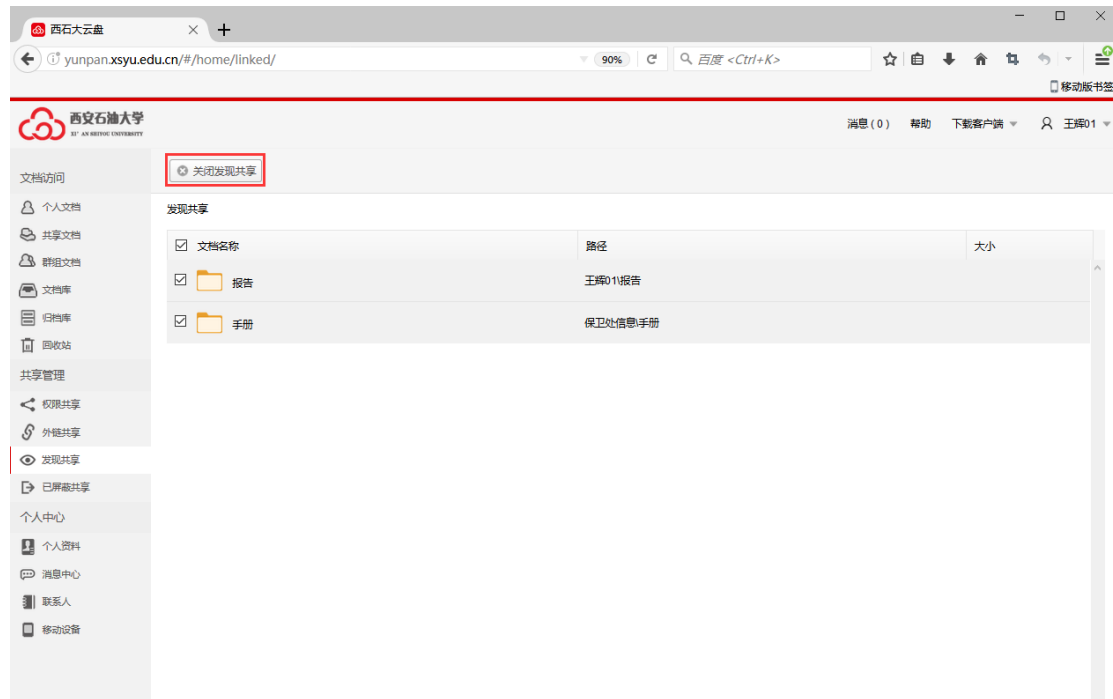 西石大云盘
yunpan.xsyu.edu.cn/#/home/linked/
90%
百度 <Ctrl+K>
移动版书签
西安石油大学
XI' AN SHIYOU UNIVERSITY
消息(0) 帮助 下载客户端 王辉01
文档访问
个人文档
共享文档
群组文档
文档库
归档库
回收站
共享管理
权限共享
外链共享
发现共享
已屏蔽共享
个人中心
个人资料
消息中心
联系人
移动设备
关闭发现共享
发现共享
文档名称 路径 大小
报告 王辉01\报告
手册 保卫处信息\手册